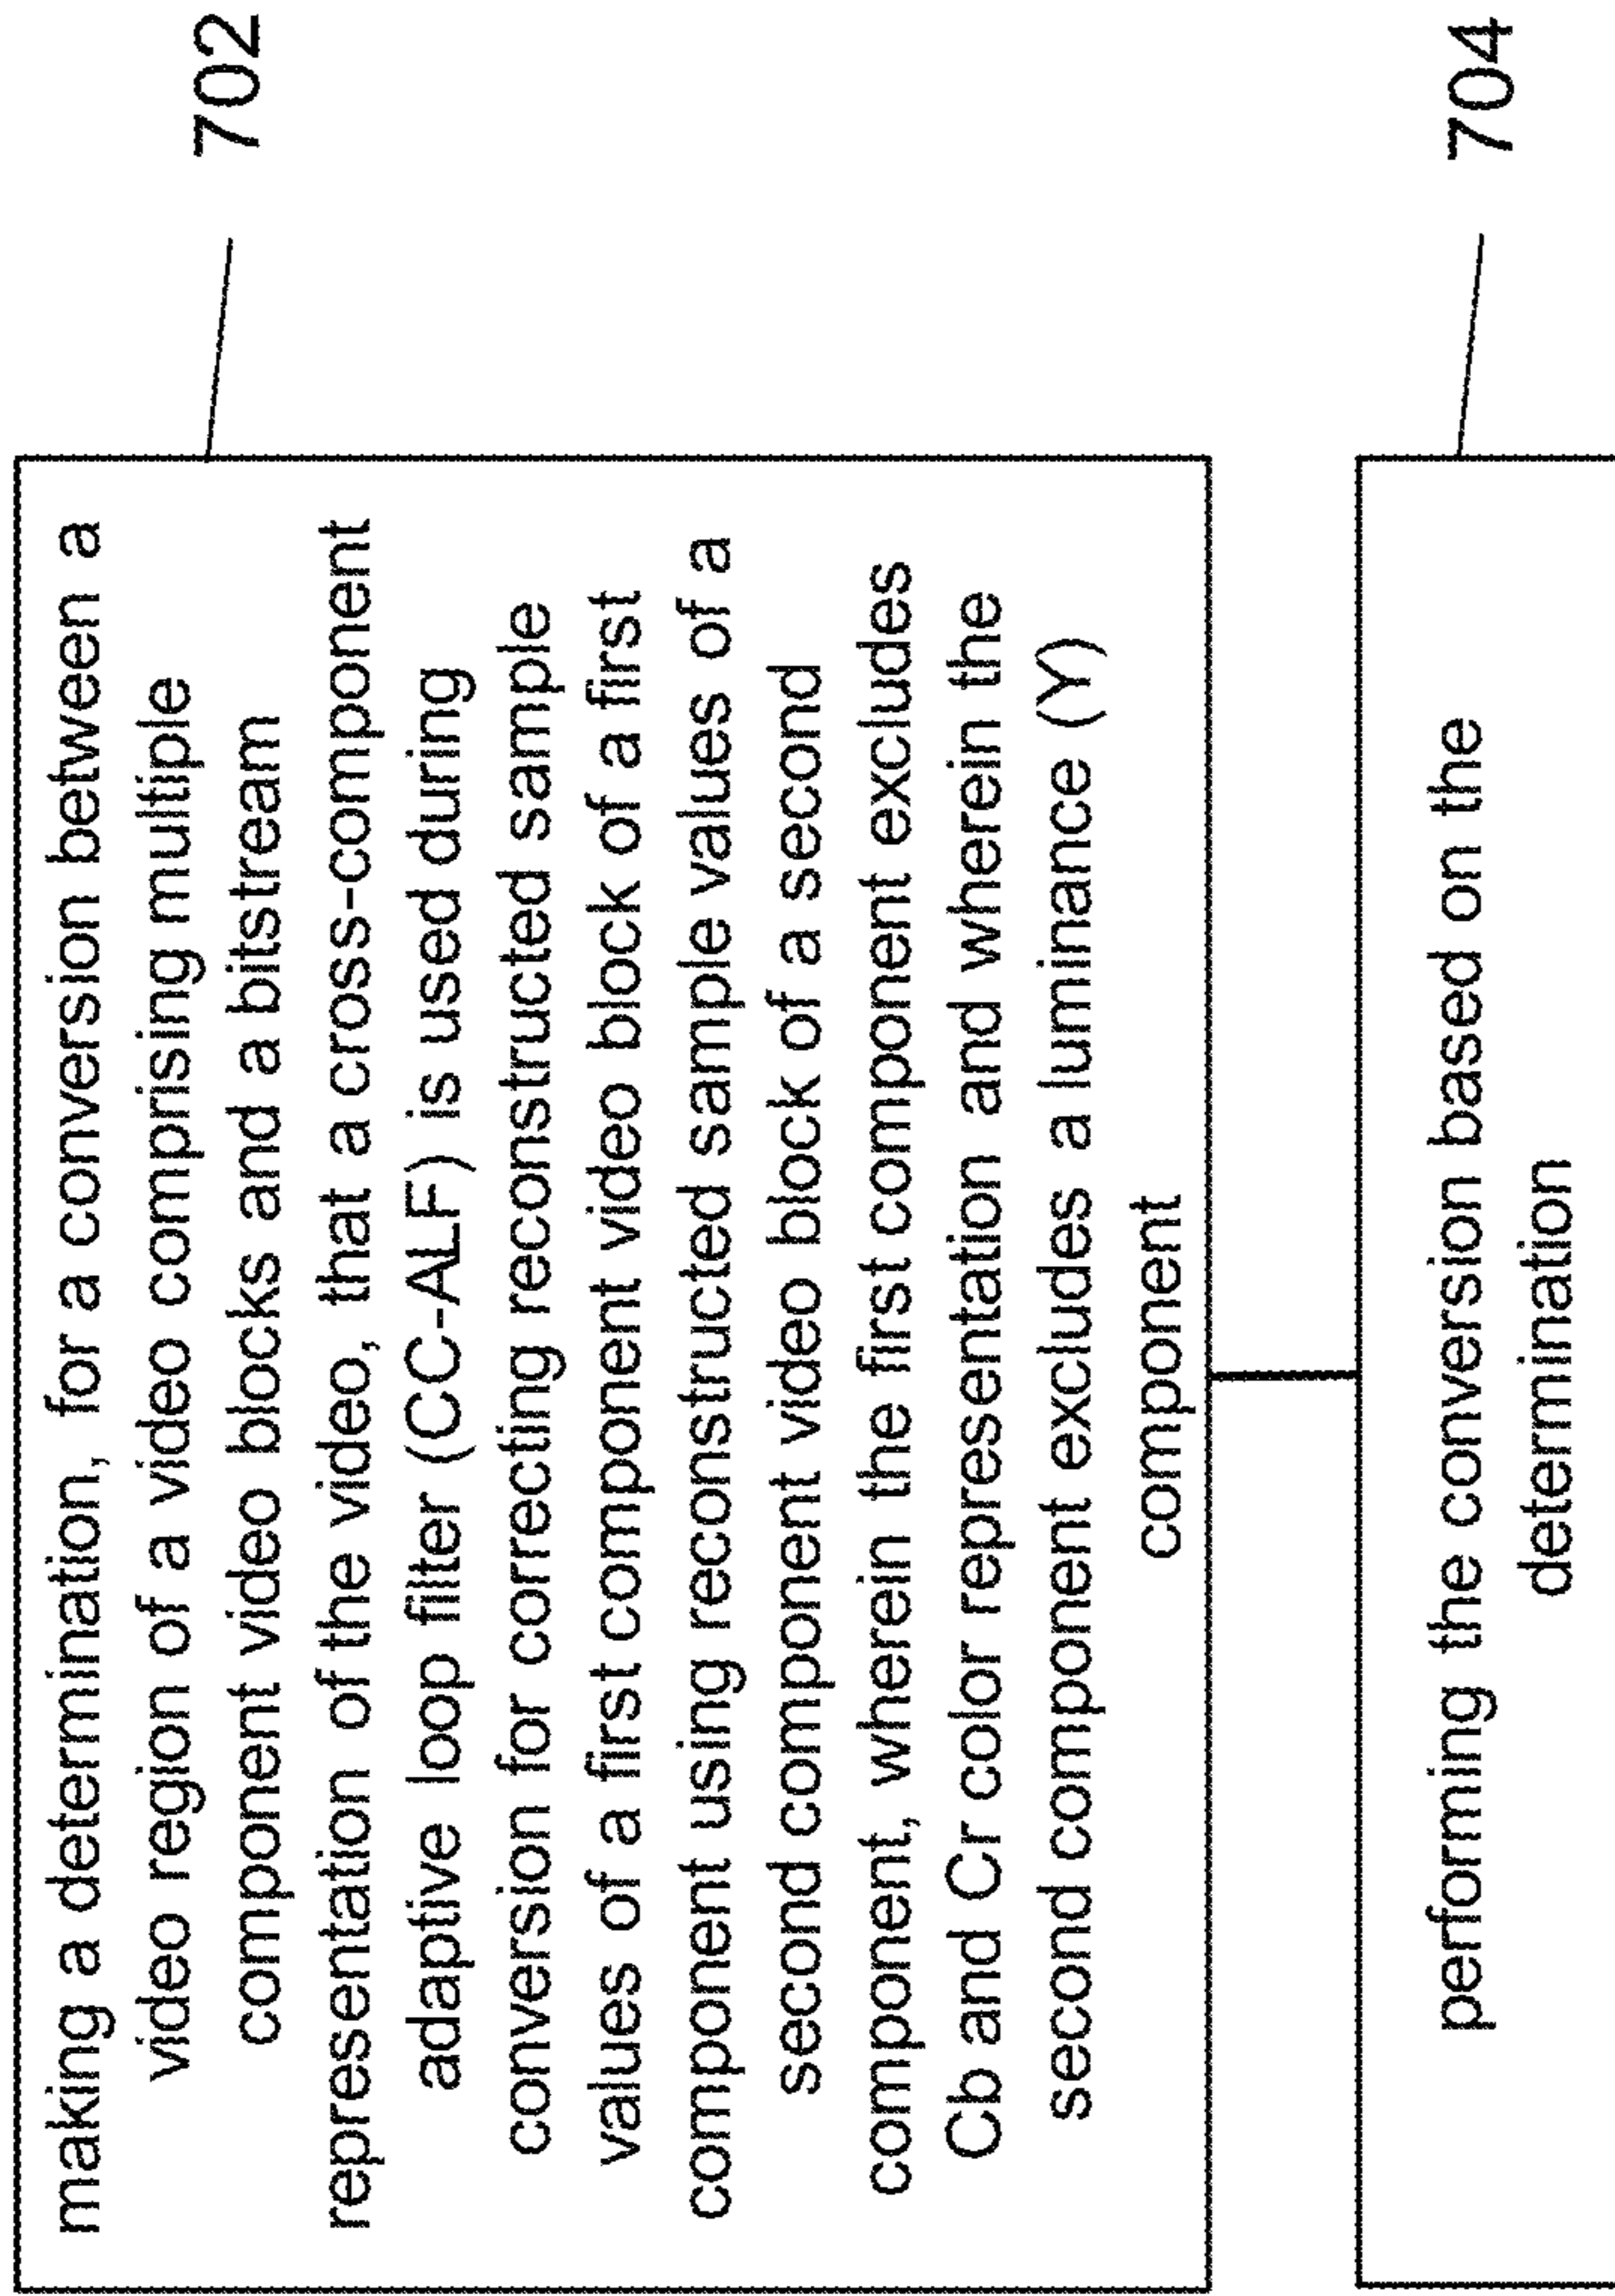 making a determination, for a conversion between a
video region of a video comprising multiple
component video blocks and a bitstream
representation of the video, that a cross-component
adaptive loop filter (CC-ALF) is used during
conversion for correcting reconstructed sample
values of a first component video block of a first
component using reconstructed sample values of a
second component video block of a second
component, wherein the first component excludes
Cb and Cr color representation and wherein the
second component excludes a luminance (Y)
component
702
performing the conversion based on the
determination
704